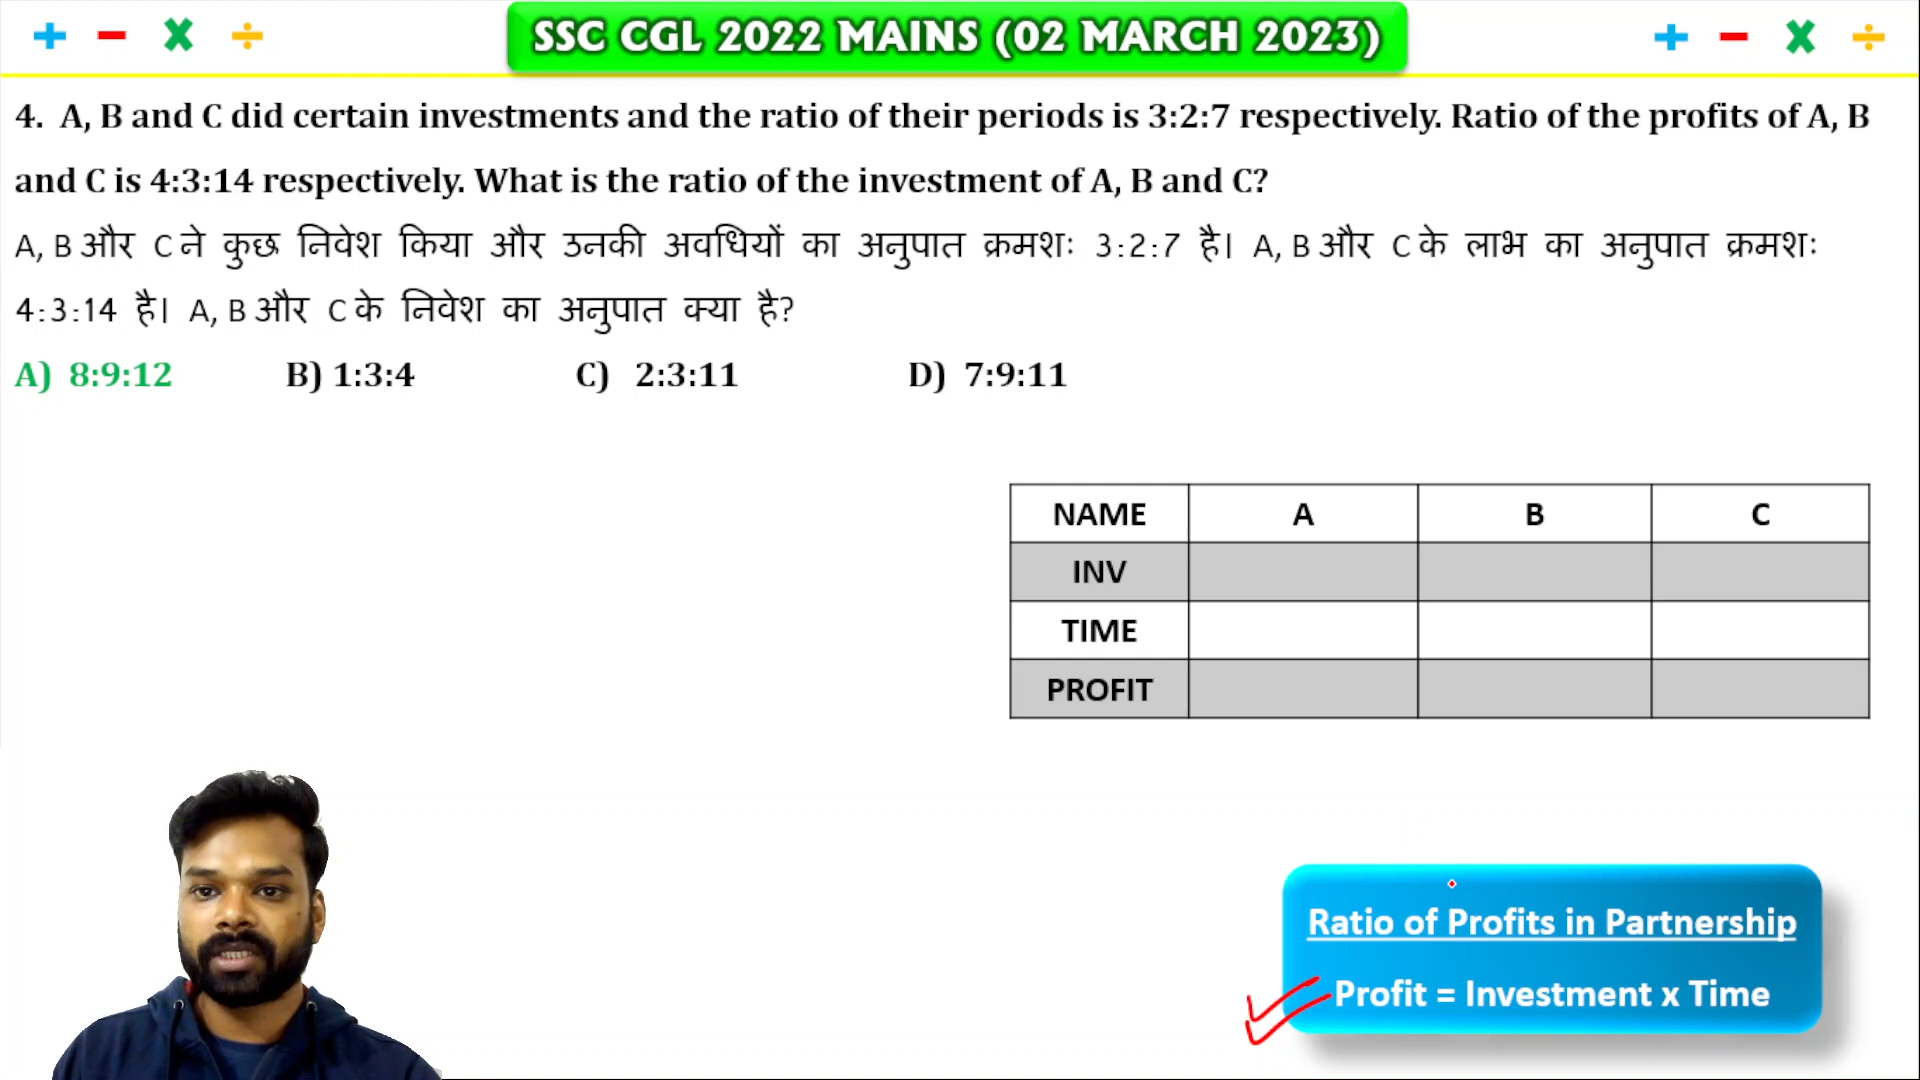 SSC CGL 2022 MAINS (02 MARCH 2023)
4. A, B and C did certain investments and the ratio of their periods is 3:2:7 respectively. Ratio of the profits of A, B
and C is 4:3:14 respectively. What is the ratio of the investment of A, B and C?
A, B और C ने कुछ निवेश किया और उनकी अवधियों का अनुपात क्रमशः 3:2:7 है। A, B और C के लाभ का अनुपात क्रमशः
4:3:14 है। A, B और C के निवेश का अनुपात क्या है?
A) 8:9:12 B) 1:3:4 C) 2:3:11 D) 7:9:11
NAME A B C
INV
TIME
PROFIT
Ratio of Profits in Partnership
Profit = Investment x Time